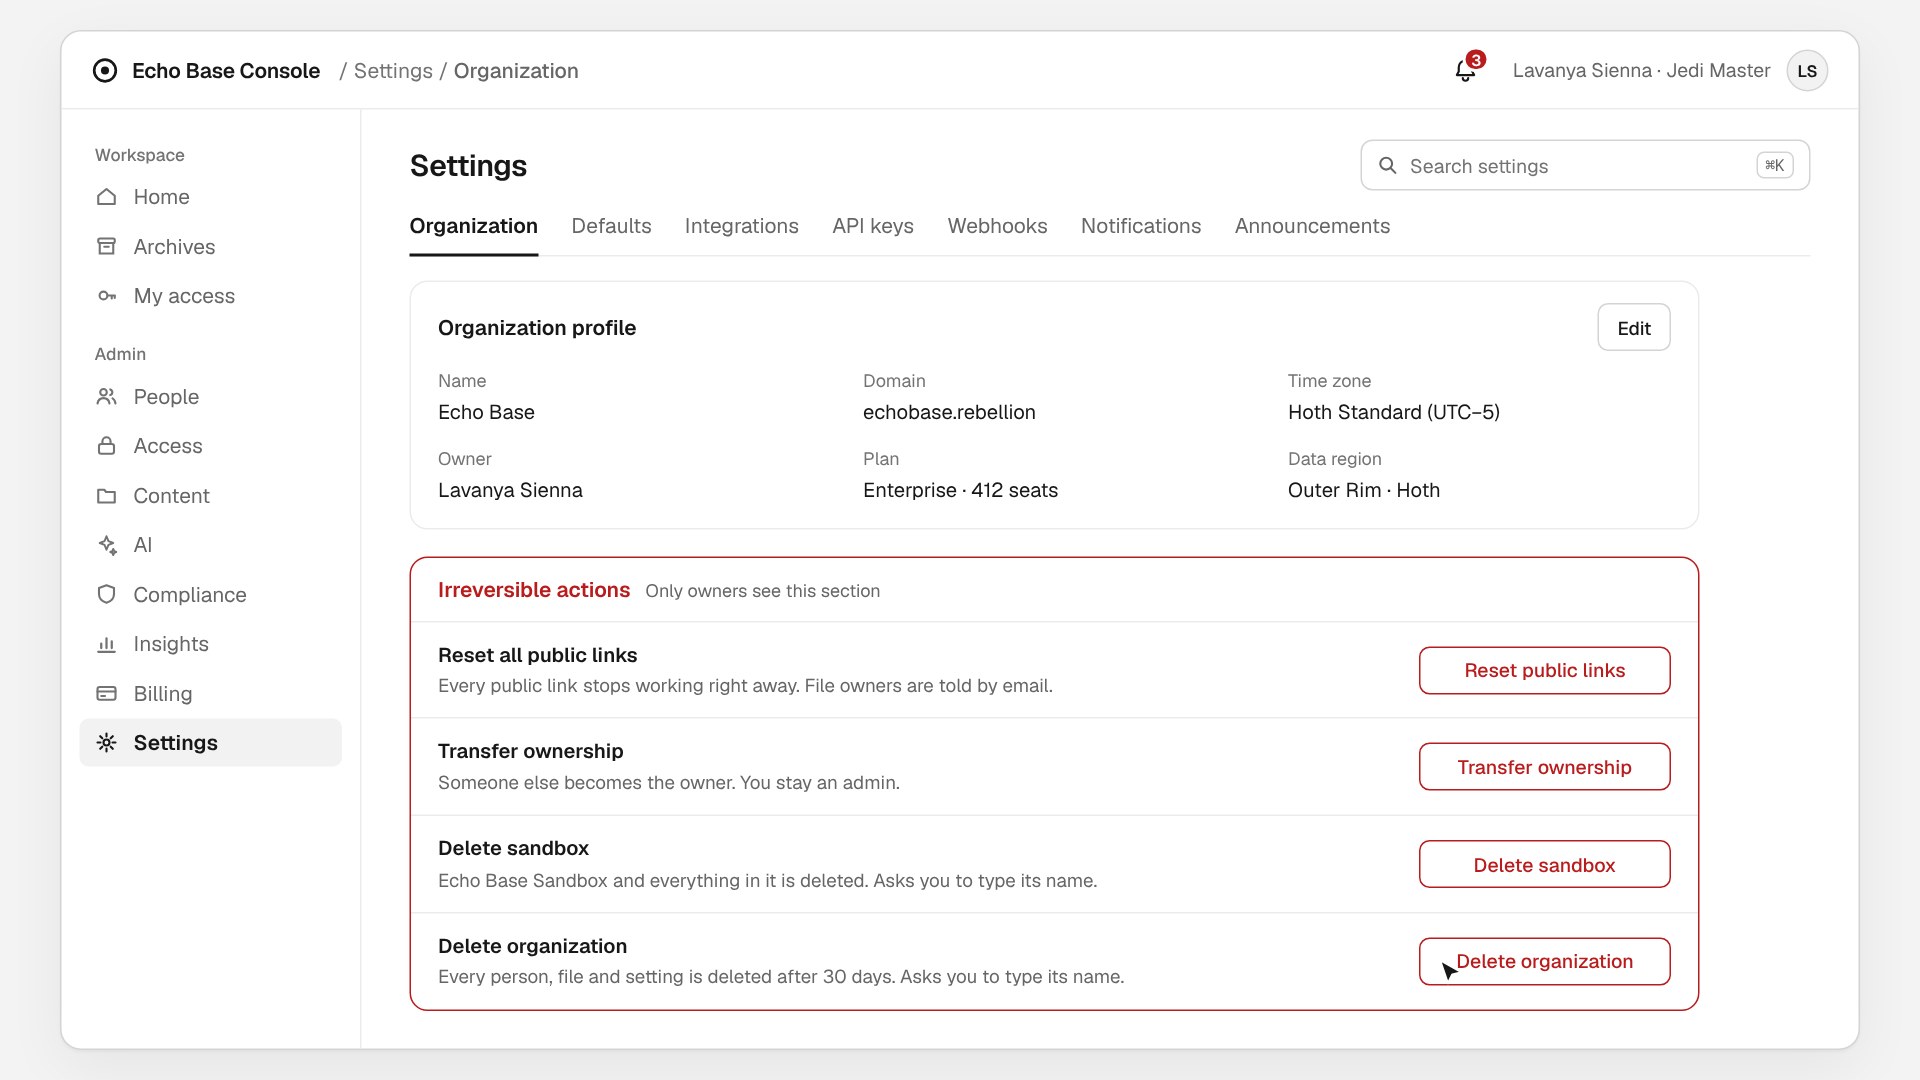 Echo Base Console / Settings / Organization
3
Lavanya Sienna · Jedi Master
LS
Workspace
Home
Archives
My access
Admin
People
Access
Content
AI
Compliance
Insights
Billing
Settings
Settings
Search settings
⌘K
Organization Defaults Integrations API keys Webhooks Notifications Announcements
Organization profile
Edit
Name Domain Time zone
Echo Base echobase.rebellion Hoth Standard (UTC−5)
Owner Plan Data region
Lavanya Sienna Enterprise · 412 seats Outer Rim · Hoth
Irreversible actions Only owners see this section
Reset all public links
Every public link stops working right away. File owners are told by email.
Reset public links
Transfer ownership
Someone else becomes the owner. You stay an admin.
Transfer ownership
Delete sandbox
Echo Base Sandbox and everything in it is deleted. Asks you to type its name.
Delete sandbox
Delete organization
Every person, file and setting is deleted after 30 days. Asks you to type its name.
Delete organization